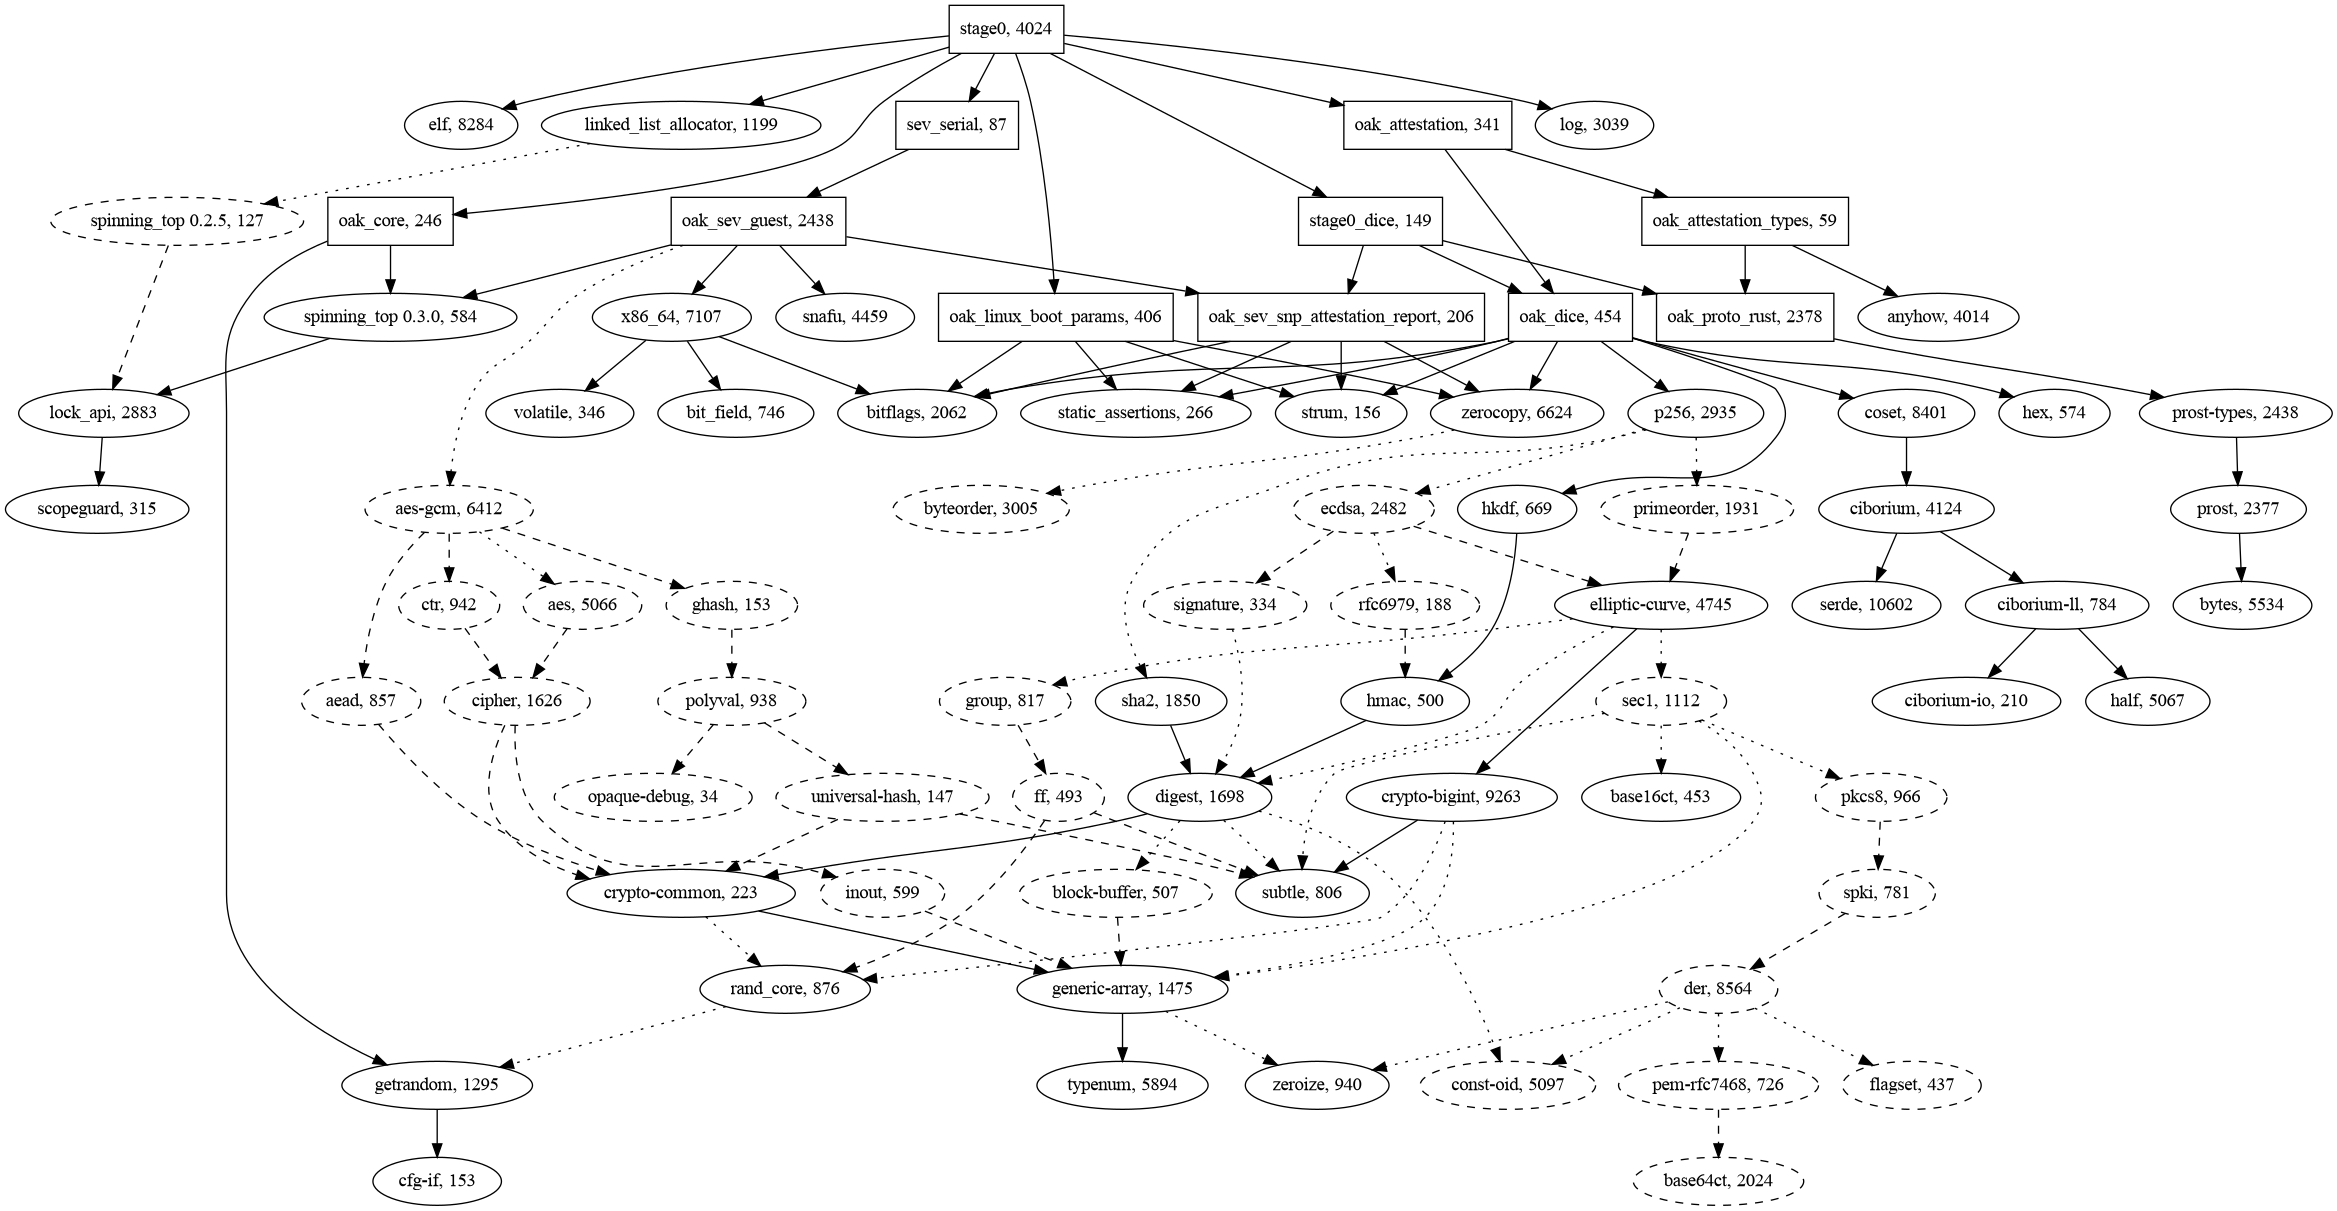 stage0, 4024
elf, 8284
linked_list_allocator, 1199
sev_serial, 87
oak_attestation, 341
log, 3039
spinning_top 0.2.5, 127
oak_core, 246
oak_sev_guest, 2438
stage0_dice, 149
oak_attestation_types, 59
spinning_top 0.3.0, 584
x86_64, 7107
snafu, 4459
oak_linux_boot_params, 406
oak_sev_snp_attestation_report, 206
oak_dice, 454
oak_proto_rust, 2378
anyhow, 4014
lock_api, 2883
volatile, 346
bit_field, 746
bitflags, 2062
static_assertions, 266
strum, 156
zerocopy, 6624
p256, 2935
coset, 8401
hex, 574
prost-types, 2438
scopeguard, 315
aes-gcm, 6412
byteorder, 3005
ecdsa, 2482
hkdf, 669
primeorder, 1931
ciborium, 4124
prost, 2377
ctr, 942
aes, 5066
ghash, 153
signature, 334
rfc6979, 188
elliptic-curve, 4745
serde, 10602
ciborium-ll, 784
bytes, 5534
aead, 857
cipher, 1626
polyval, 938
group, 817
sha2, 1850
hmac, 500
sec1, 1112
ciborium-io, 210
half, 5067
opaque-debug, 34
universal-hash, 147
ff, 493
digest, 1698
crypto-bigint, 9263
base16ct, 453
pkcs8, 966
crypto-common, 223
inout, 599
block-buffer, 507
subtle, 806
spki, 781
rand_core, 876
generic-array, 1475
der, 8564
getrandom, 1295
typenum, 5894
zeroize, 940
const-oid, 5097
pem-rfc7468, 726
flagset, 437
cfg-if, 153
base64ct, 2024